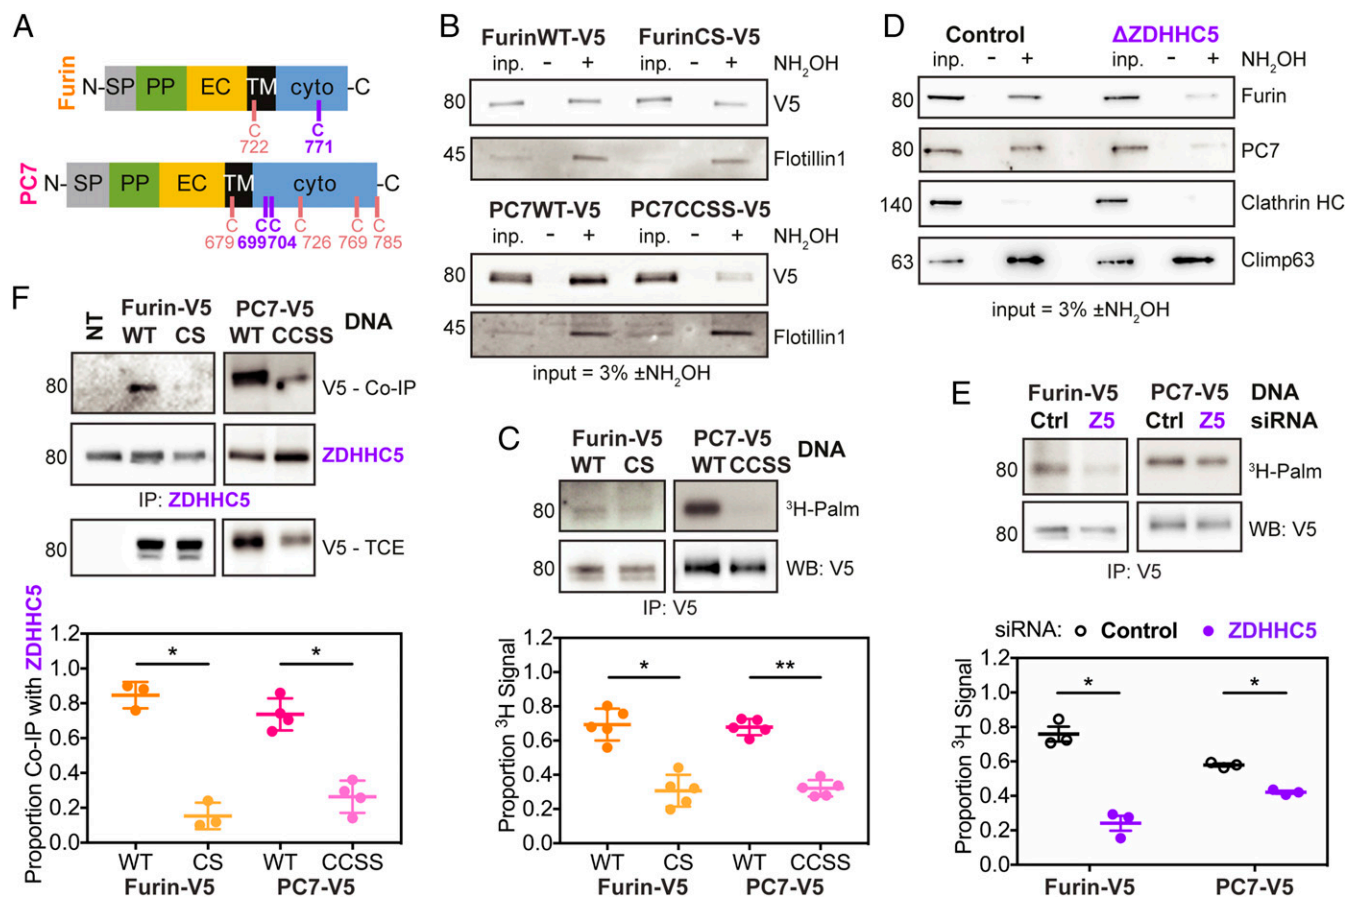 A
Furin
N- SP PP EC TM cyto -C
C C
722 771
PC7
N- SP PP EC TM cyto -C
C CC C C C
679 699704 726 769 785
B
FurinWT-V5 FurinCS-V5
inp. - + inp. - + NH2OH
80 V5
45 Flotillin1
PC7WT-V5 PC7CCSS-V5
inp. - + inp. - + NH2OH
80 V5
45 Flotillin1
input = 3% ±NH2OH
D
Control ΔZDHHC5
inp. - + inp. - + NH2OH
80 Furin
80 PC7
140 Clathrin HC
63 Climp63
input = 3% ±NH2OH
F
NT Furin-V5 PC7-V5 DNA
WT CS WT CCSS
80 V5 - Co-IP
80 ZDHHC5
IP: ZDHHC5
80 V5 - TCE
Proportion Co-IP with ZDHHC5
1.2
1.0
0.8
0.6
0.4
0.2
0.0
* *
WT CS WT CCSS
Furin-V5 PC7-V5
C
Furin-V5 PC7-V5 DNA
WT CS WT CCSS
80 ³H-Palm
80 WB: V5
IP: V5
Proportion ³H Signal
1.2
1.0
0.8
0.6
0.4
0.2
0.0
* **
WT CS WT CCSS
Furin-V5 PC7-V5
E
Furin-V5 PC7-V5 DNA
Ctrl Z5 Ctrl Z5 siRNA
80 ³H-Palm
80 WB: V5
IP: V5
siRNA: Control ZDHHC5
Proportion ³H Signal
1.2
1.0
0.8
0.6
0.4
0.2
0.0
* *
Furin-V5 PC7-V5